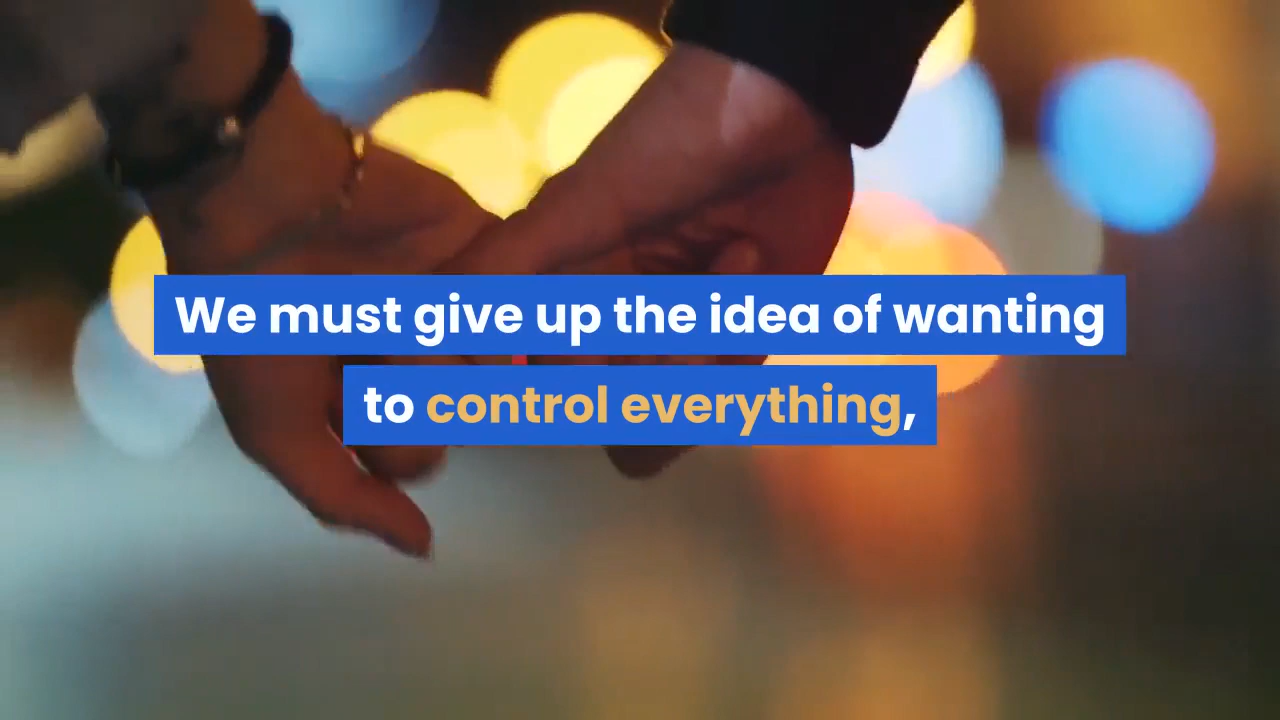 We must give up the idea of wanting
to control everything,